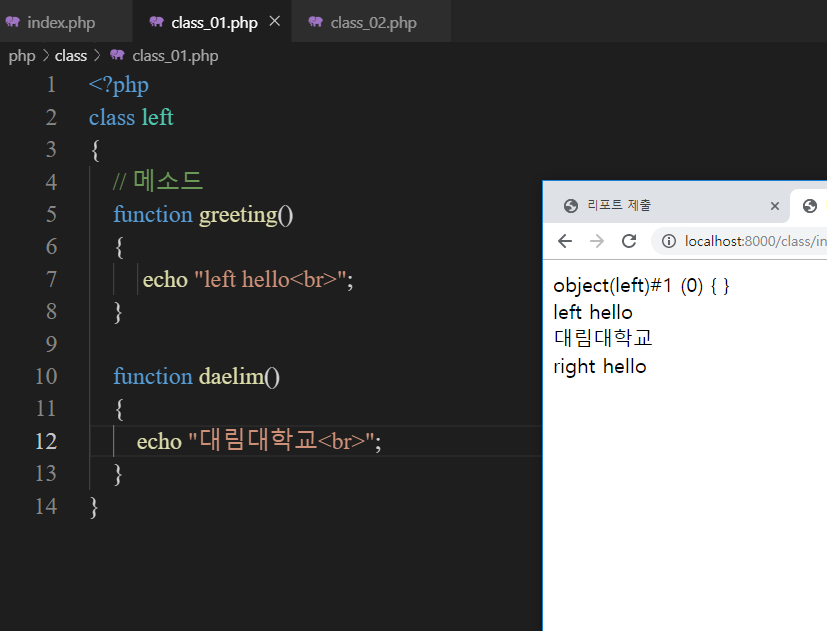 index.php class_01.php class_02.php
php > class > class_01.php
1 <?php
2 class left
3 {
4 // 메소드
5 function greeting()
6 {
7 echo "left hello<br>";
8 }
9
10 function daelim()
11 {
12 echo "대림대학교<br>";
13 }
14 }
리포트 제출
localhost:8000/class/in
object(left)#1 (0) { }
left hello
대림대학교
right hello